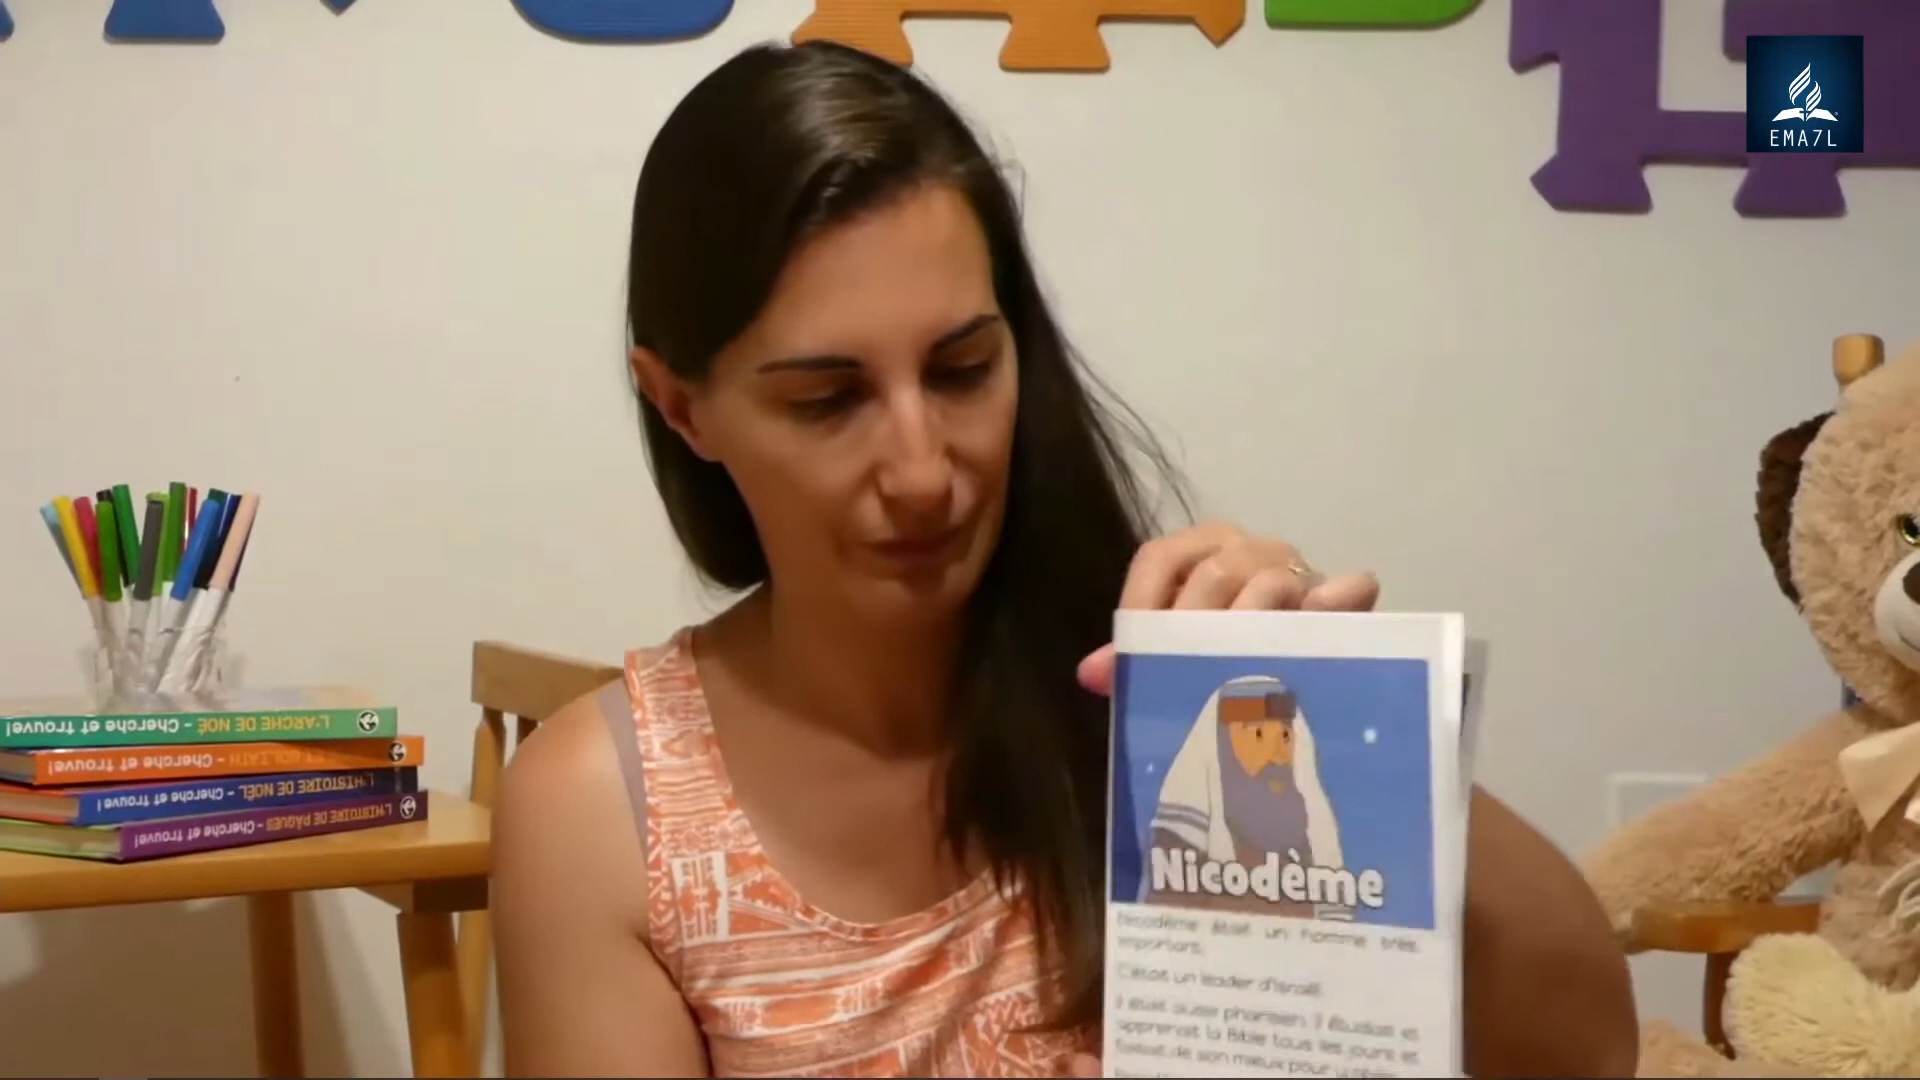 EMA7L
L'ARCHE DE NOÉ - Cherche et trouve!
- Cherche et trouve!
L'HISTOIRE DE NOËL - Cherche et trouve!
L'HISTOIRE DE PÂQUES - Cherche et trouve!
Nicodème
Nicodème était un homme très
important.
C'était un leader d'Israël.
Il était aussi pharisien. Il étudiait et
apprenait la Bible tous les jours et
faisait de son mieux pour